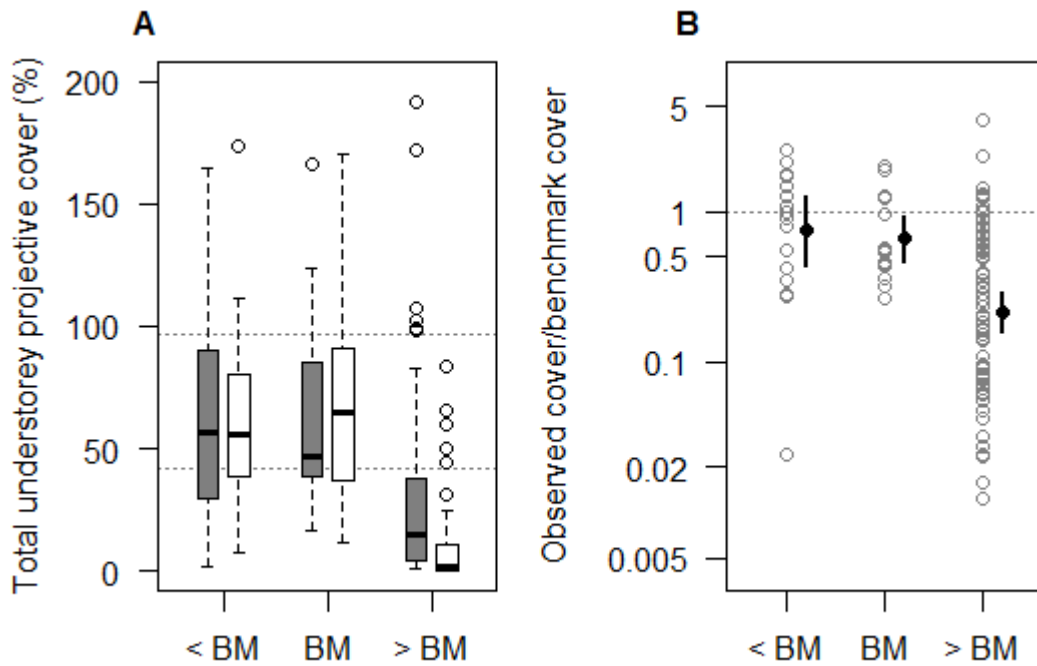 A
Total understorey projective cover (%)
200
150
100
50
0
< BM BM > BM
B
Observed cover/benchmark cover
5
1
0.5
0.1
0.02
0.005
< BM BM > BM